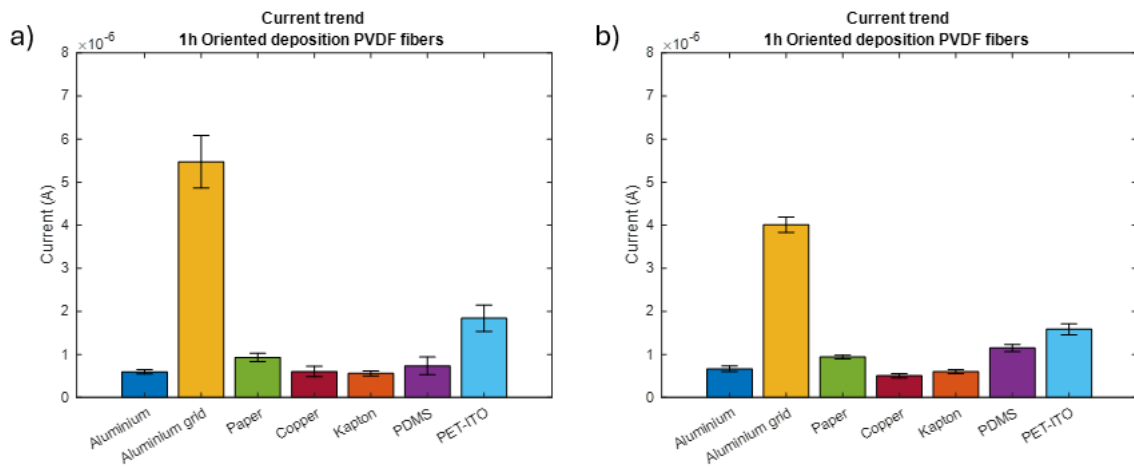 a)
Current trend
1h Oriented deposition PVDF fibers
×10⁻⁶
8
7
6
5
4
3
2
1
0
Current (A)
Aluminium
Aluminium grid
Paper
Copper
Kapton
PDMS
PET-ITO
b)
Current trend
1h Oriented deposition PVDF fibers
×10⁻⁶
8
7
6
5
4
3
2
1
0
Current (A)
Aluminium
Aluminium grid
Paper
Copper
Kapton
PDMS
PET-ITO